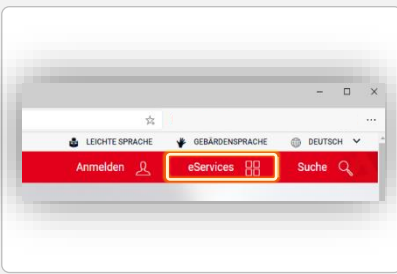 LEICHTE SPRACHE GEBÄRDENSPRACHE DEUTSCH
Anmelden eServices Suche